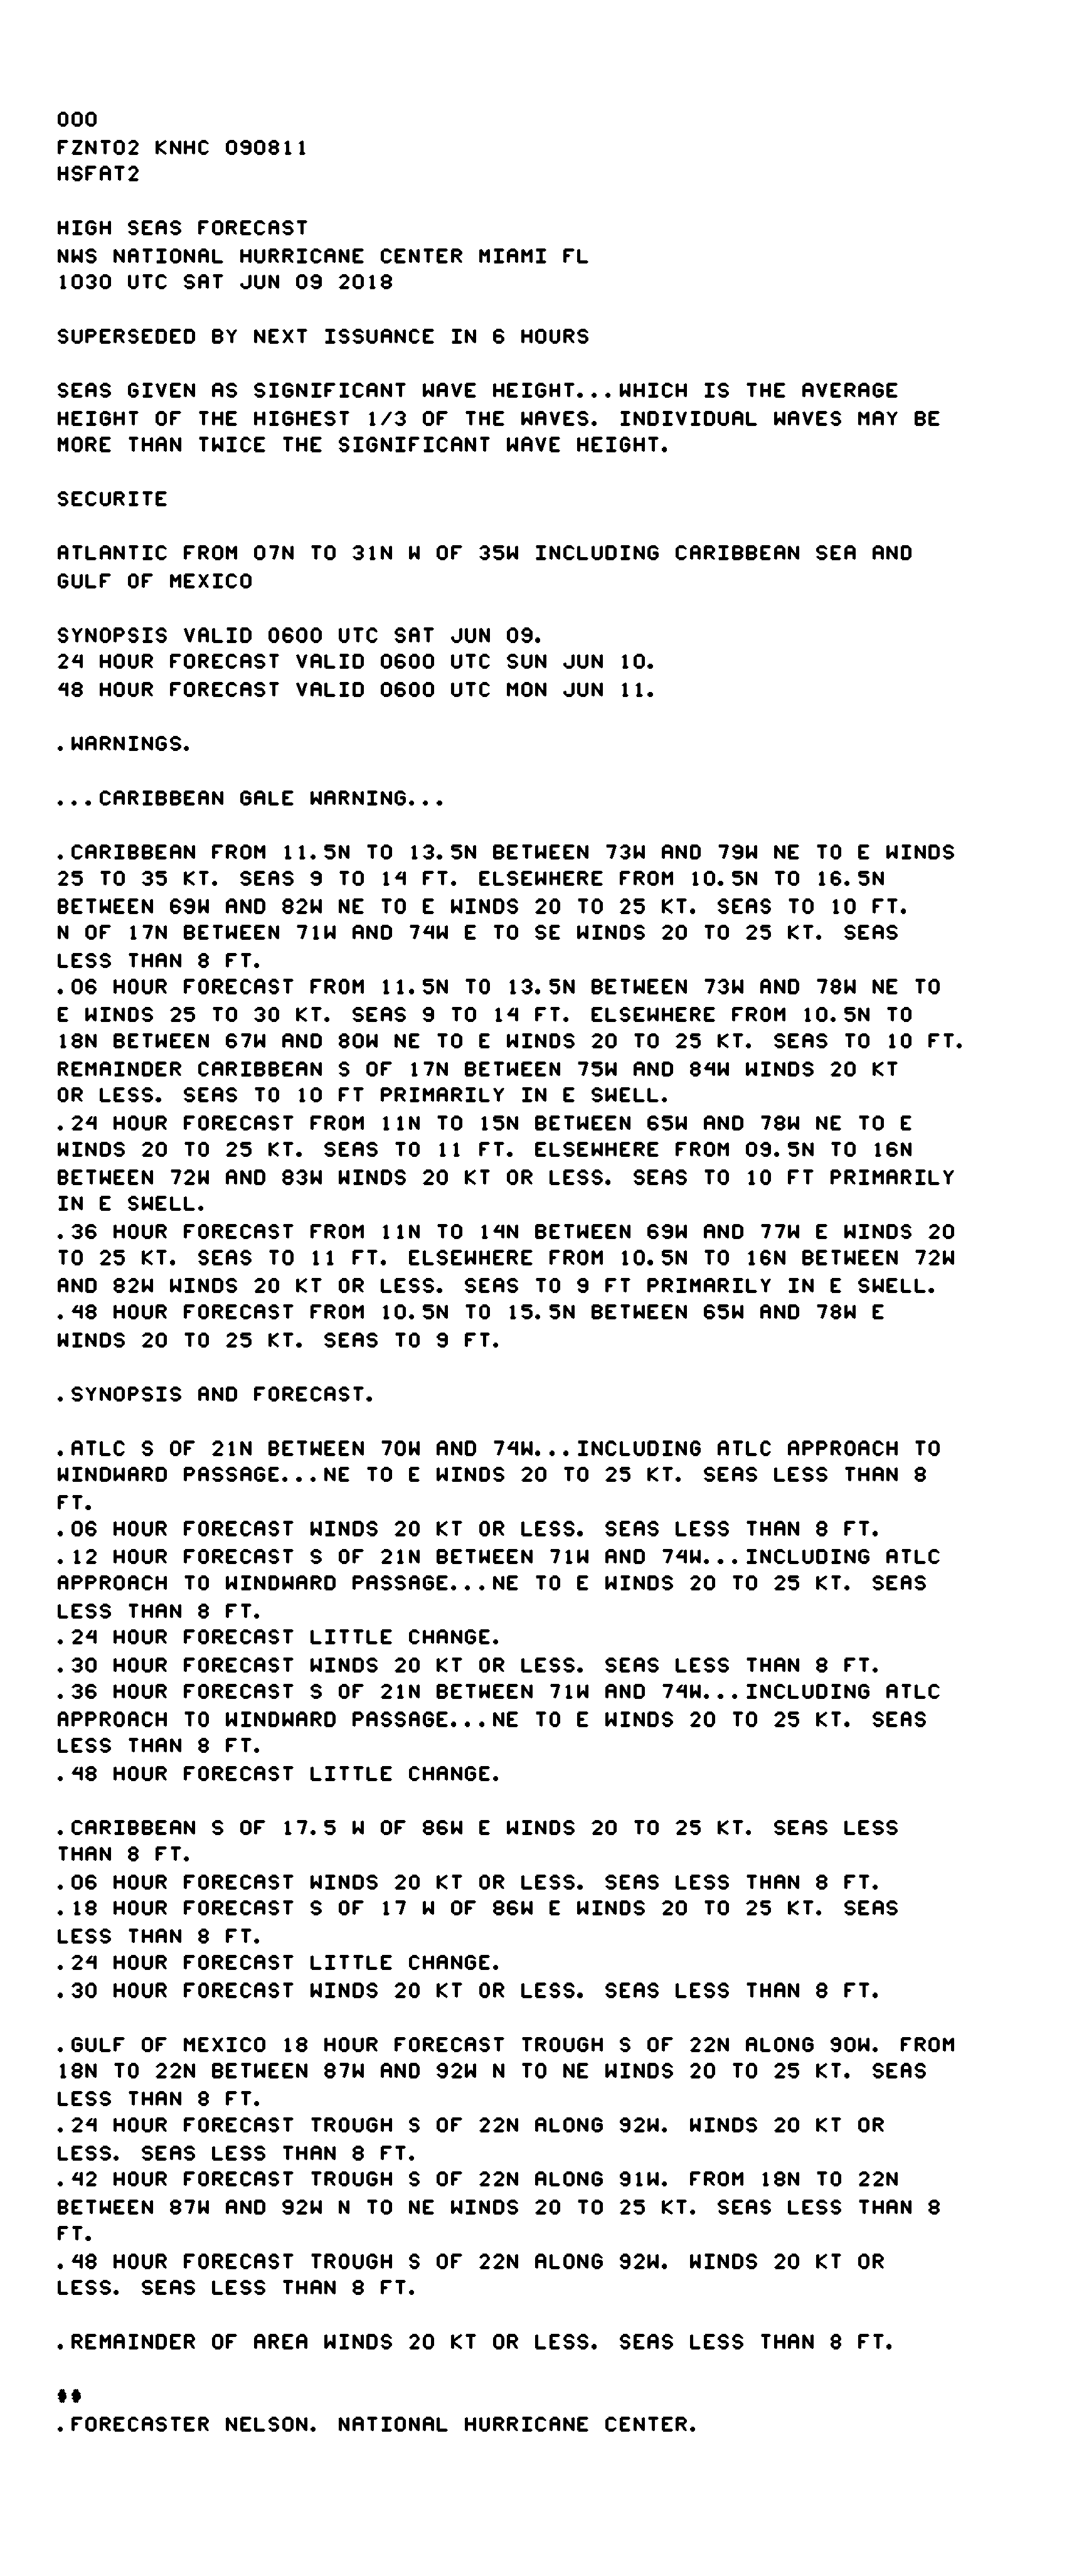 000
FZNT02 KNHC 090811
HSFAT2
HIGH SEAS FORECAST
NWS NATIONAL HURRICANE CENTER MIAMI FL
1030 UTC SAT JUN 09 2018
SUPERSEDED BY NEXT ISSUANCE IN 6 HOURS
SEAS GIVEN AS SIGNIFICANT WAVE HEIGHT...WHICH IS THE AVERAGE
HEIGHT OF THE HIGHEST 1/3 OF THE WAVES. INDIVIDUAL WAVES MAY BE
MORE THAN TWICE THE SIGNIFICANT WAVE HEIGHT.
SECURITE
ATLANTIC FROM 07N TO 31N W OF 35W INCLUDING CARIBBEAN SEA AND
GULF OF MEXICO
SYNOPSIS VALID 0600 UTC SAT JUN 09.
24 HOUR FORECAST VALID 0600 UTC SUN JUN 10.
48 HOUR FORECAST VALID 0600 UTC MON JUN 11.
.WARNINGS.
...CARIBBEAN GALE WARNING...
.CARIBBEAN FROM 11.5N TO 13.5N BETWEEN 73W AND 79W NE TO E WINDS
25 TO 35 KT. SEAS 9 TO 14 FT. ELSEWHERE FROM 10.5N TO 16.5N
BETWEEN 69W AND 82W NE TO E WINDS 20 TO 25 KT. SEAS TO 10 FT.
N OF 17N BETWEEN 71W AND 74W E TO SE WINDS 20 TO 25 KT. SEAS
LESS THAN 8 FT.
.06 HOUR FORECAST FROM 11.5N TO 13.5N BETWEEN 73W AND 78W NE TO
E WINDS 25 TO 30 KT. SEAS 9 TO 14 FT. ELSEWHERE FROM 10.5N TO
18N BETWEEN 67W AND 80W NE TO E WINDS 20 TO 25 KT. SEAS TO 10 FT.
REMAINDER CARIBBEAN S OF 17N BETWEEN 75W AND 84W WINDS 20 KT
OR LESS. SEAS TO 10 FT PRIMARILY IN E SWELL.
.24 HOUR FORECAST FROM 11N TO 15N BETWEEN 65W AND 78W NE TO E
WINDS 20 TO 25 KT. SEAS TO 11 FT. ELSEWHERE FROM 09.5N TO 16N
BETWEEN 72W AND 83W WINDS 20 KT OR LESS. SEAS TO 10 FT PRIMARILY
IN E SWELL.
.36 HOUR FORECAST FROM 11N TO 14N BETWEEN 69W AND 77W E WINDS 20
TO 25 KT. SEAS TO 11 FT. ELSEWHERE FROM 10.5N TO 16N BETWEEN 72W
AND 82W WINDS 20 KT OR LESS. SEAS TO 9 FT PRIMARILY IN E SWELL.
.48 HOUR FORECAST FROM 10.5N TO 15.5N BETWEEN 65W AND 78W E
WINDS 20 TO 25 KT. SEAS TO 9 FT.
.SYNOPSIS AND FORECAST.
.ATLC S OF 21N BETWEEN 70W AND 74W...INCLUDING ATLC APPROACH TO
WINDWARD PASSAGE...NE TO E WINDS 20 TO 25 KT. SEAS LESS THAN 8
FT.
.06 HOUR FORECAST WINDS 20 KT OR LESS. SEAS LESS THAN 8 FT.
.12 HOUR FORECAST S OF 21N BETWEEN 71W AND 74W...INCLUDING ATLC
APPROACH TO WINDWARD PASSAGE...NE TO E WINDS 20 TO 25 KT. SEAS
LESS THAN 8 FT.
.24 HOUR FORECAST LITTLE CHANGE.
.30 HOUR FORECAST WINDS 20 KT OR LESS. SEAS LESS THAN 8 FT.
.36 HOUR FORECAST S OF 21N BETWEEN 71W AND 74W...INCLUDING ATLC
APPROACH TO WINDWARD PASSAGE...NE TO E WINDS 20 TO 25 KT. SEAS
LESS THAN 8 FT.
.48 HOUR FORECAST LITTLE CHANGE.
.CARIBBEAN S OF 17.5 W OF 86W E WINDS 20 TO 25 KT. SEAS LESS
THAN 8 FT.
.06 HOUR FORECAST WINDS 20 KT OR LESS. SEAS LESS THAN 8 FT.
.18 HOUR FORECAST S OF 17 W OF 86W E WINDS 20 TO 25 KT. SEAS
LESS THAN 8 FT.
.24 HOUR FORECAST LITTLE CHANGE.
.30 HOUR FORECAST WINDS 20 KT OR LESS. SEAS LESS THAN 8 FT.
.GULF OF MEXICO 18 HOUR FORECAST TROUGH S OF 22N ALONG 90W. FROM
18N TO 22N BETWEEN 87W AND 92W N TO NE WINDS 20 TO 25 KT. SEAS
LESS THAN 8 FT.
.24 HOUR FORECAST TROUGH S OF 22N ALONG 92W. WINDS 20 KT OR
LESS. SEAS LESS THAN 8 FT.
.42 HOUR FORECAST TROUGH S OF 22N ALONG 91W. FROM 18N TO 22N
BETWEEN 87W AND 92W N TO NE WINDS 20 TO 25 KT. SEAS LESS THAN 8
FT.
.48 HOUR FORECAST TROUGH S OF 22N ALONG 92W. WINDS 20 KT OR
LESS. SEAS LESS THAN 8 FT.
.REMAINDER OF AREA WINDS 20 KT OR LESS. SEAS LESS THAN 8 FT.
.FORECASTER NELSON. NATIONAL HURRICANE CENTER.